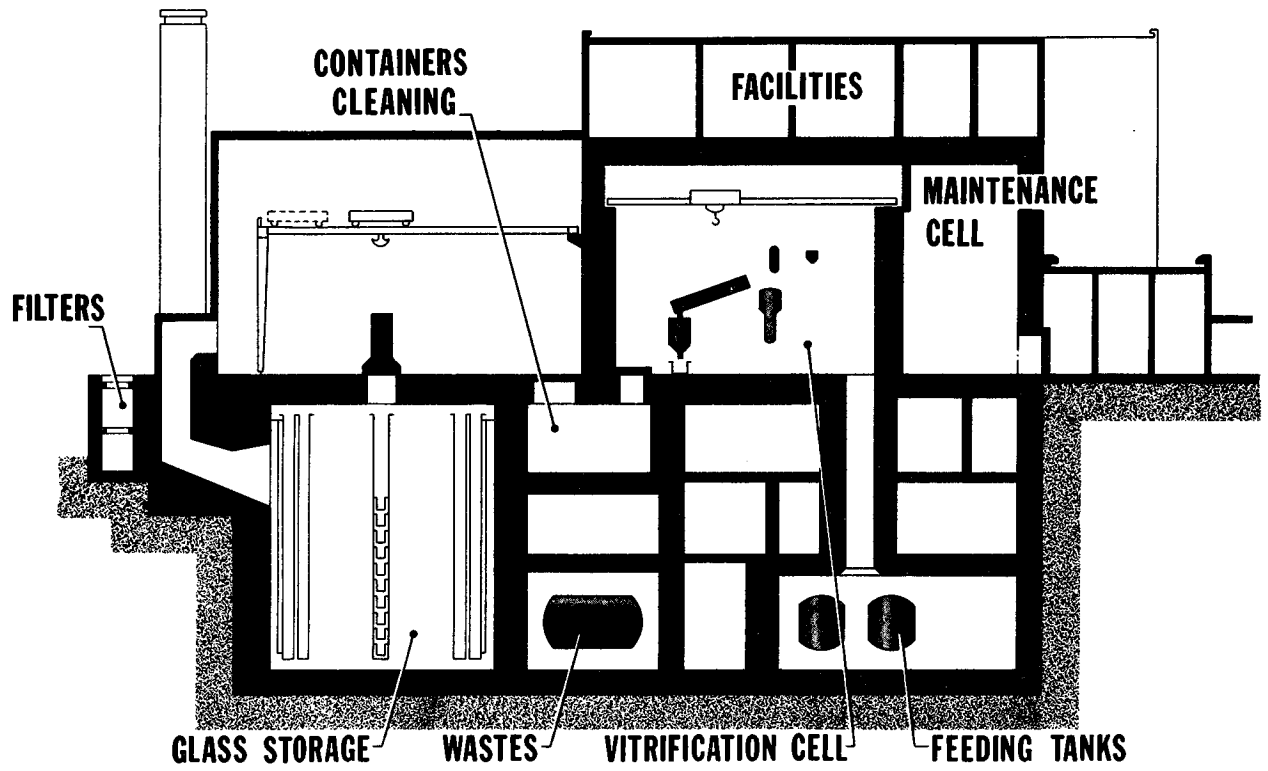 CONTAINERS
CLEANING
FACILITIES
MAINTENANCE
CELL
FILTERS
GLASS STORAGE
WASTES
VITRIFICATION CELL
FEEDING TANKS